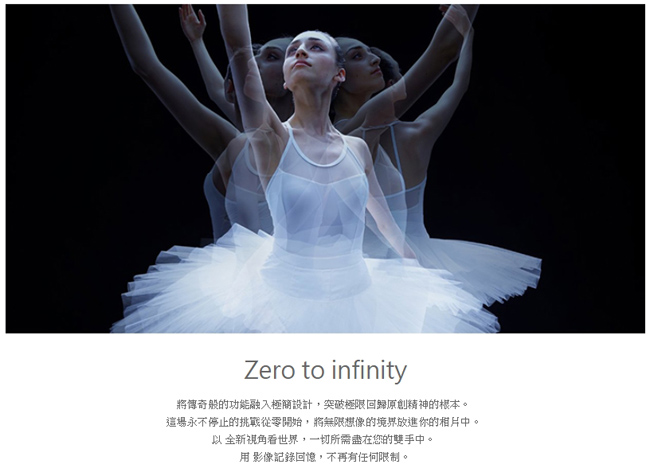 Zero to infinity
將傳奇般的功能融入極簡設計，突破極限回歸原創精神的根本。
這場永不停止的挑戰從零開始，將無限想像的境界放進你的相片中。
以 全新視角看世界，一切所需盡在您的雙手中。
用 影像記錄回憶，不再有任何限制。